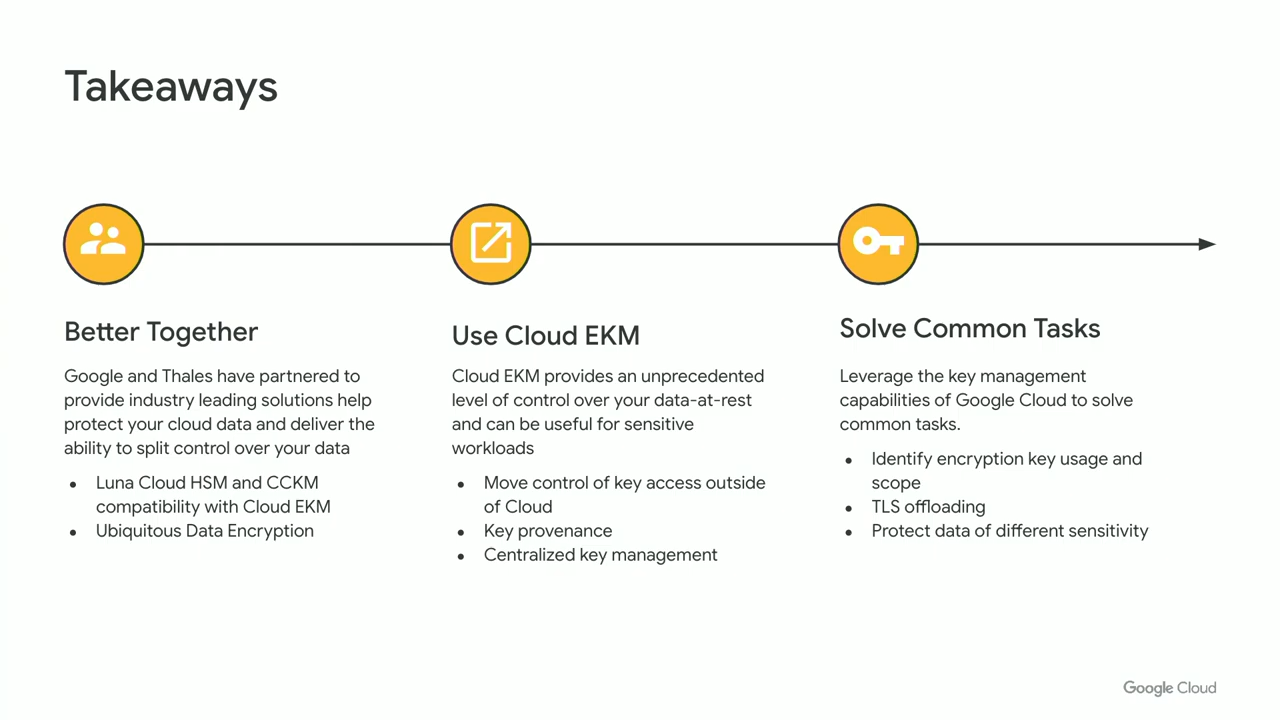 Takeaways
Better Together
Google and Thales have partnered to
provide industry leading solutions help
protect your cloud data and deliver the
ability to split control over your data
● Luna Cloud HSM and CCKM
compatibility with Cloud EKM
● Ubiquitous Data Encryption
Use Cloud EKM
Cloud EKM provides an unprecedented
level of control over your data-at-rest
and can be useful for sensitive
workloads
● Move control of key access outside
of Cloud
● Key provenance
● Centralized key management
Solve Common Tasks
Leverage the key management
capabilities of Google Cloud to solve
common tasks.
● Identify encryption key usage and
scope
● TLS offloading
● Protect data of different sensitivity
Google Cloud